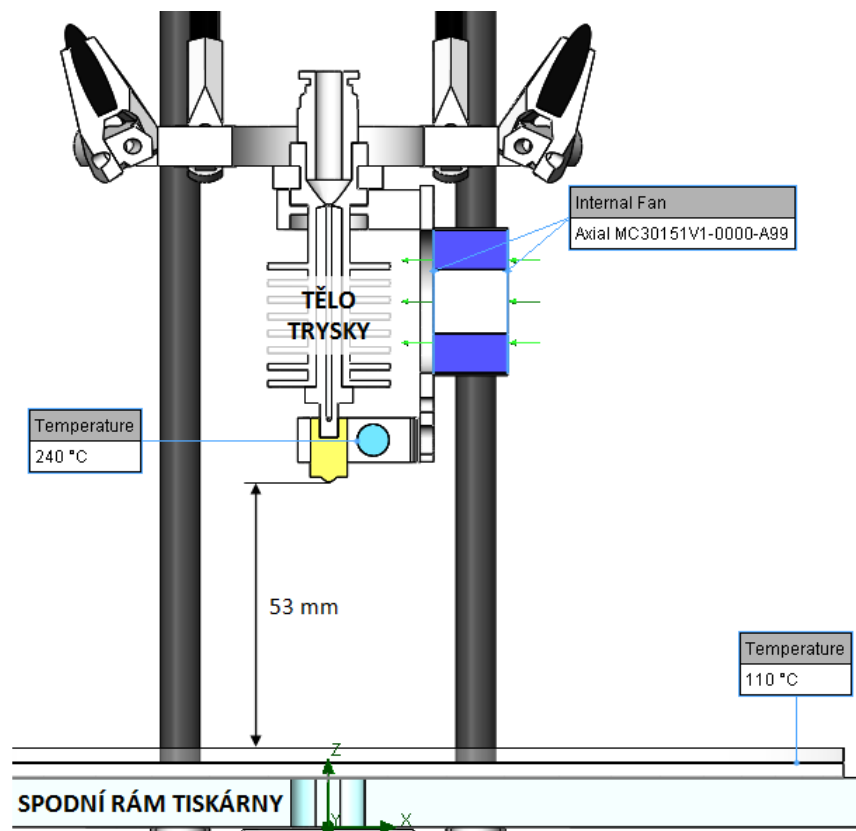 Internal Fan
Axial MC30151V1-0000-A99
TĚLO
TRYSKY
Temperature
240 °C
53 mm
Temperature
110 °C
Z
SPODNÍ RÁM TISKÁRNY
Y
X